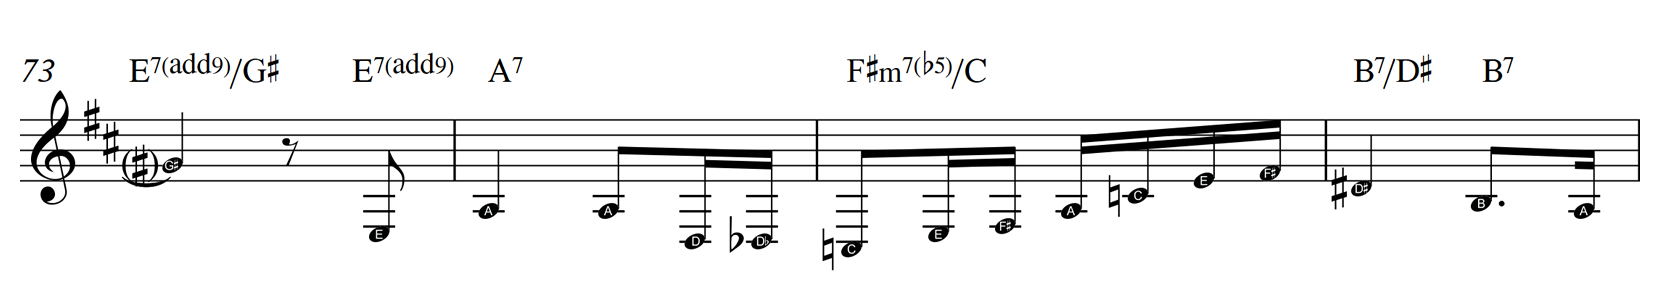 73 E7(add9)/G♯ E7(add9) A7 F♯m7(♭5)/C B7/D♯ B7
G♯ E A A D D♭ C E F♯ A C E F♯ D♯ B A